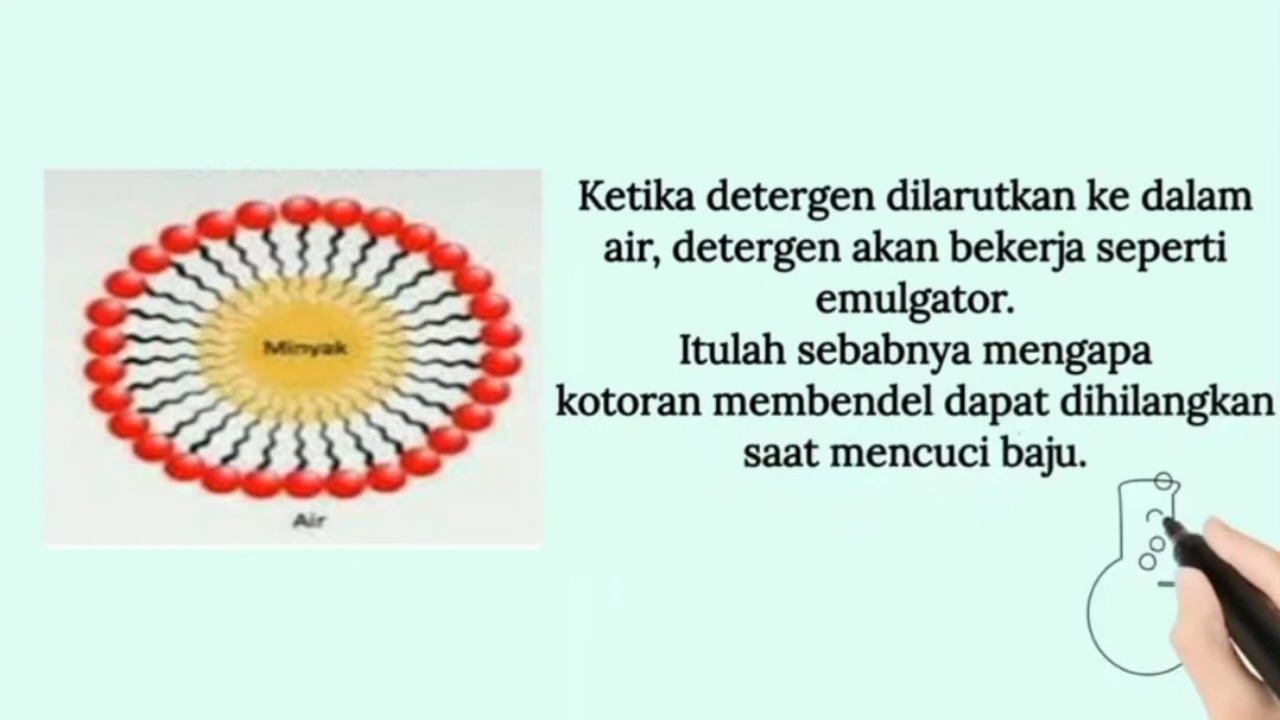 Minyak
Air
Ketika detergen dilarutkan ke dalam
air, detergen akan bekerja seperti
emulgator.
Itulah sebabnya mengapa
kotoran membendel dapat dihilangkan
saat mencuci baju.